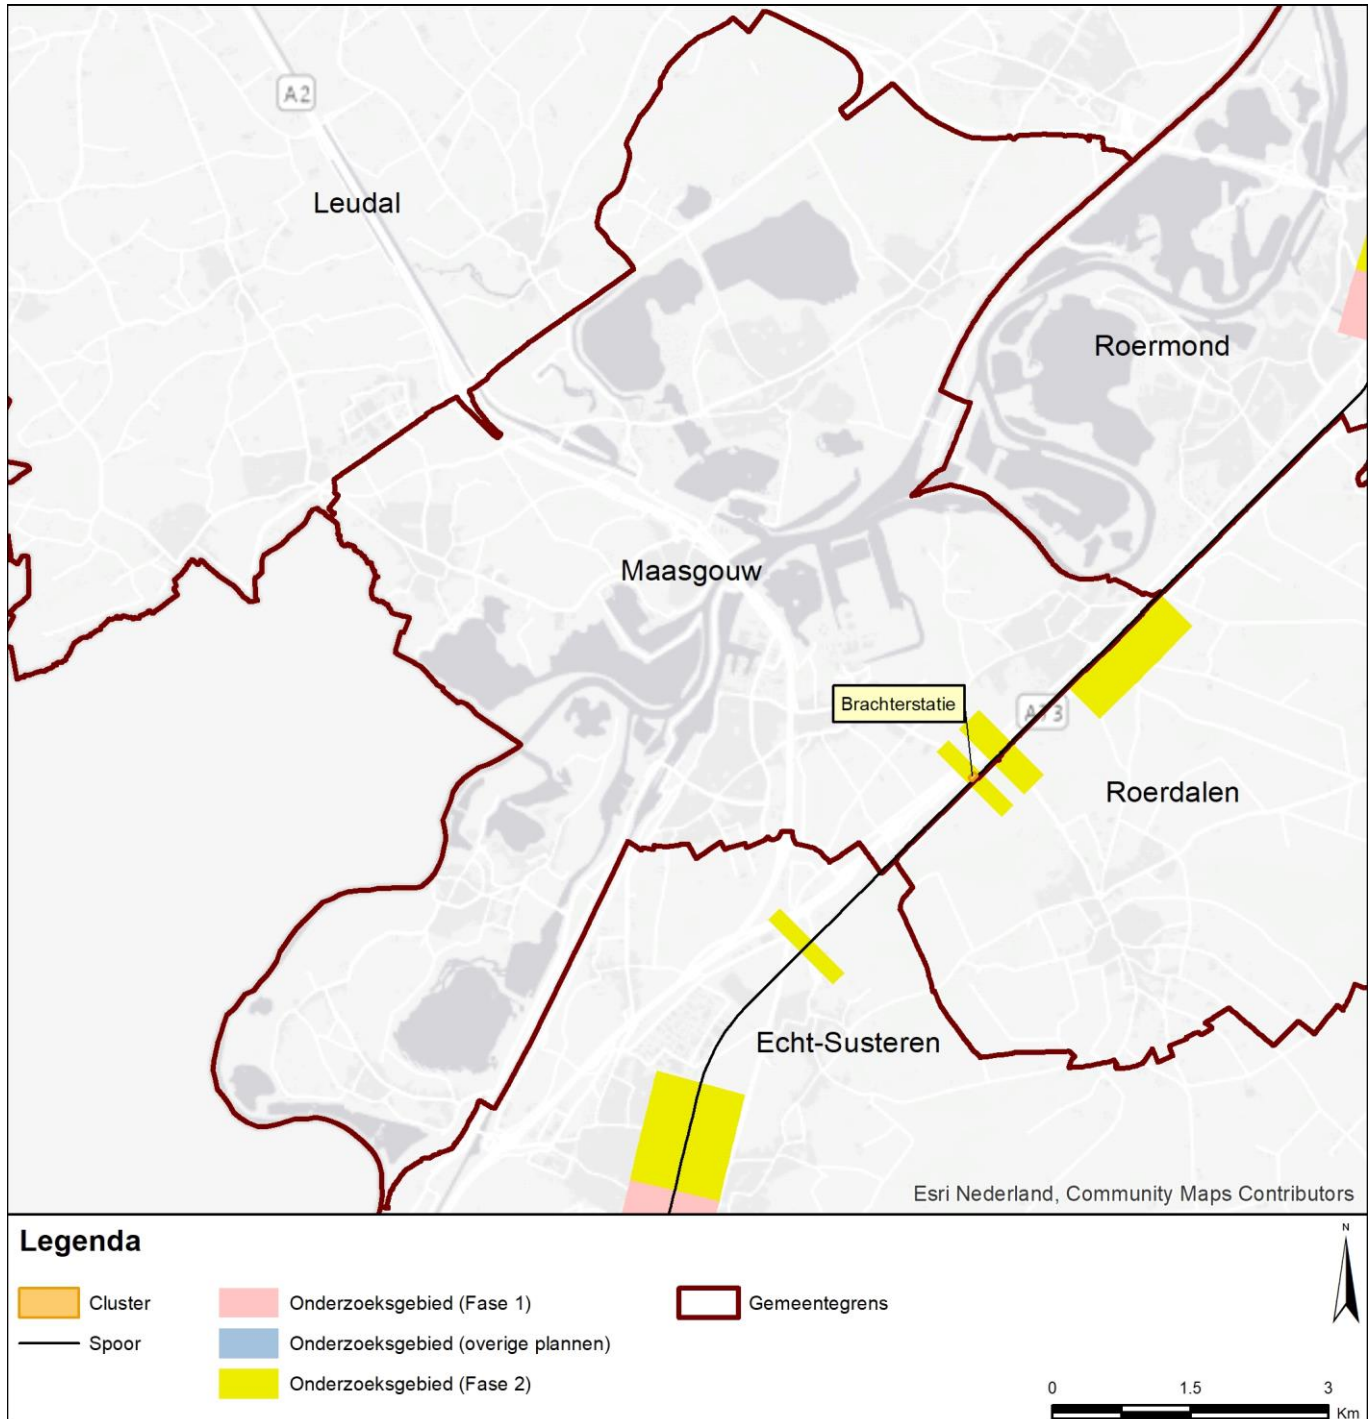 A2
Leudal
Roermond
Maasgouw
Brachterstatie
A73
Roerdalen
Echt-Susteren
Esri Nederland, Community Maps Contributors
Legenda
Cluster
Spoor
Onderzoeksgebied (Fase 1)
Onderzoeksgebied (overige plannen)
Onderzoeksgebied (Fase 2)
Gemeentegrens
N
0 1.5 3
Km